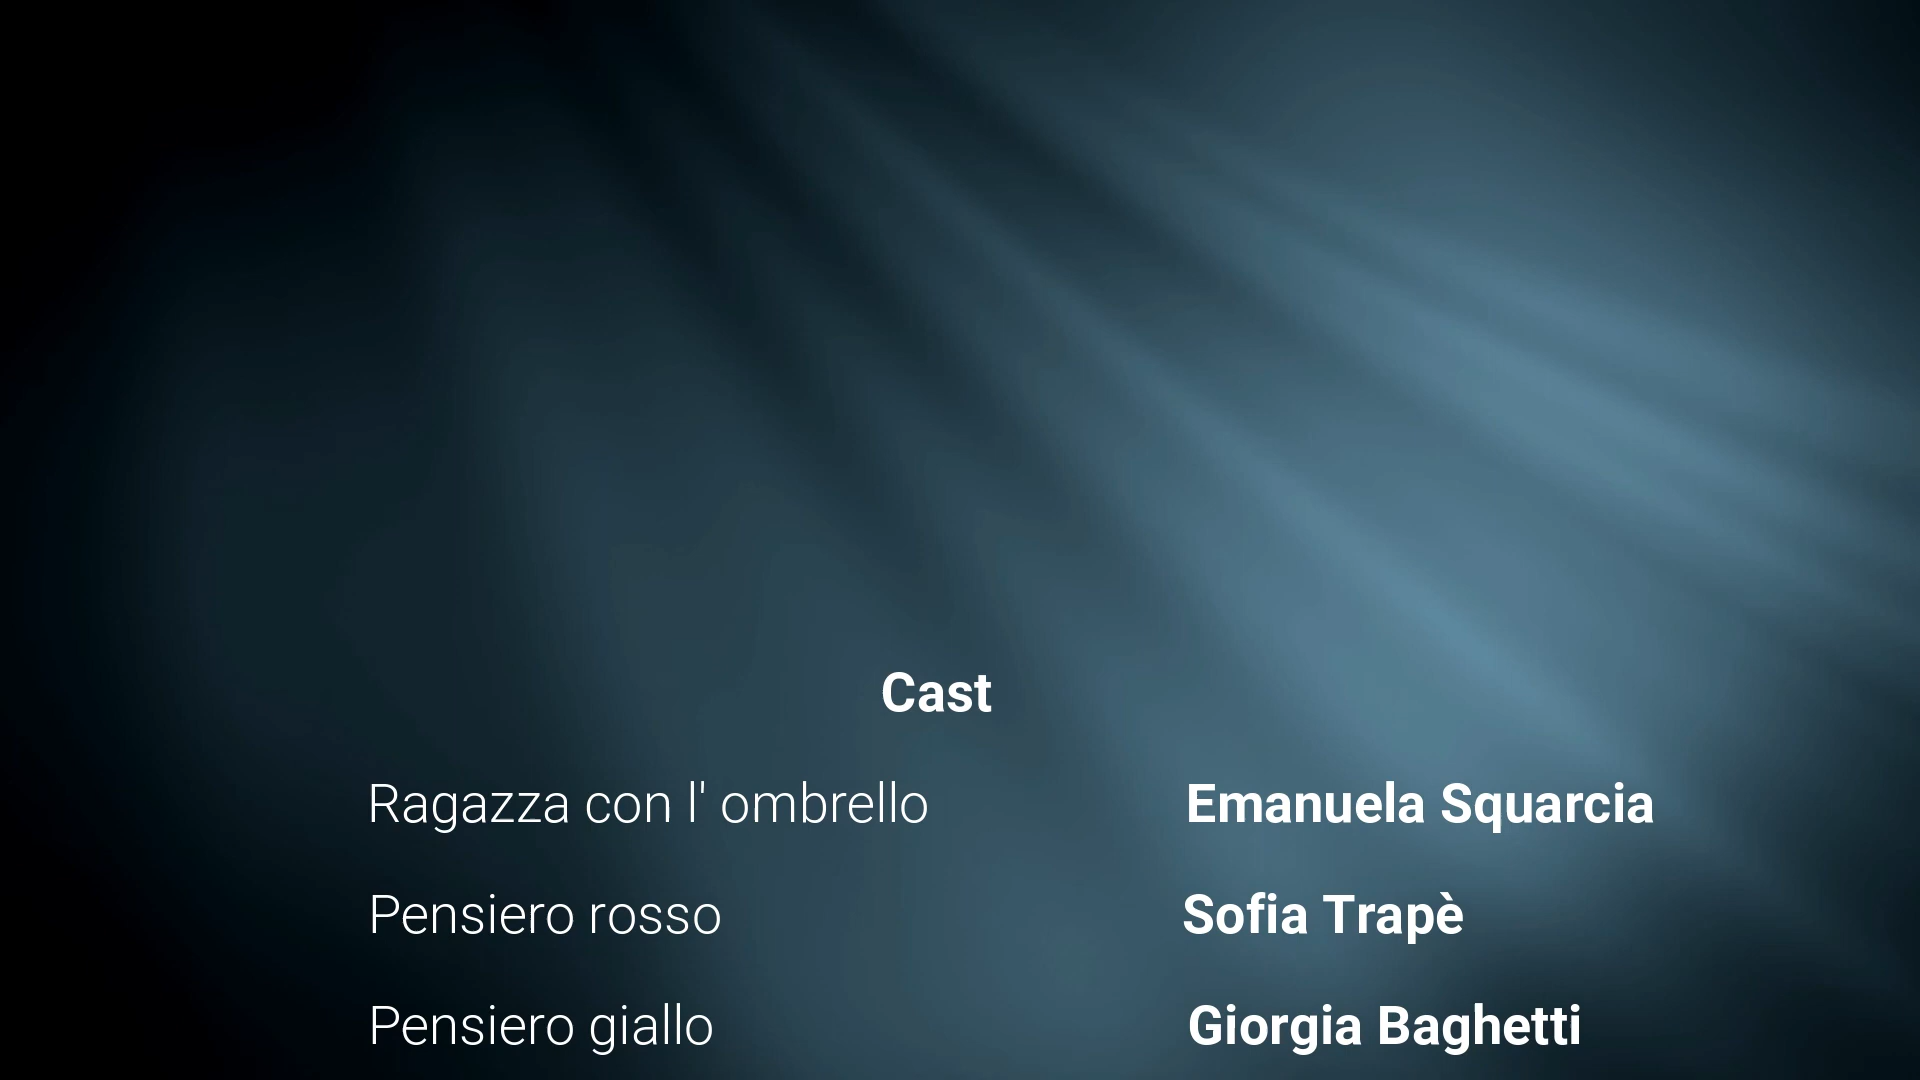 Cast
Ragazza con l' ombrello Emanuela Squarcia
Pensiero rosso Sofia Trapè
Pensiero giallo Giorgia Baghetti